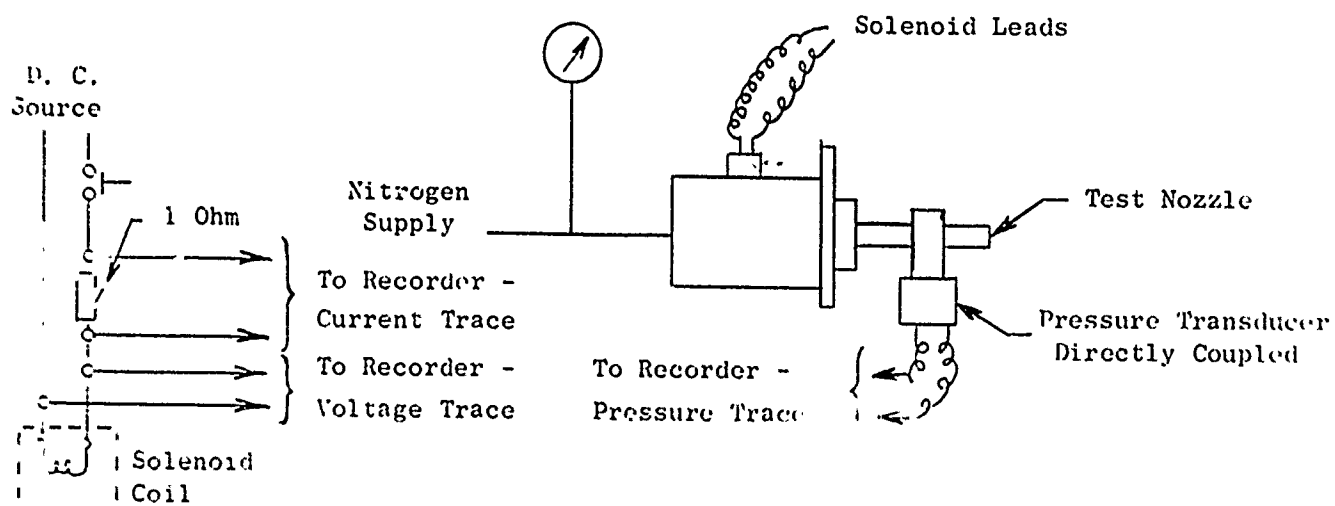 Solenoid Leads
D. C.
Source
Nitrogen
Supply
1 Ohm
Test Nozzle
To Recorder -
Current Trace
Pressure Transducer
Directly Coupled
To Recorder -
Voltage Trace
To Recorder -
Pressure Trace
Solenoid
Coil